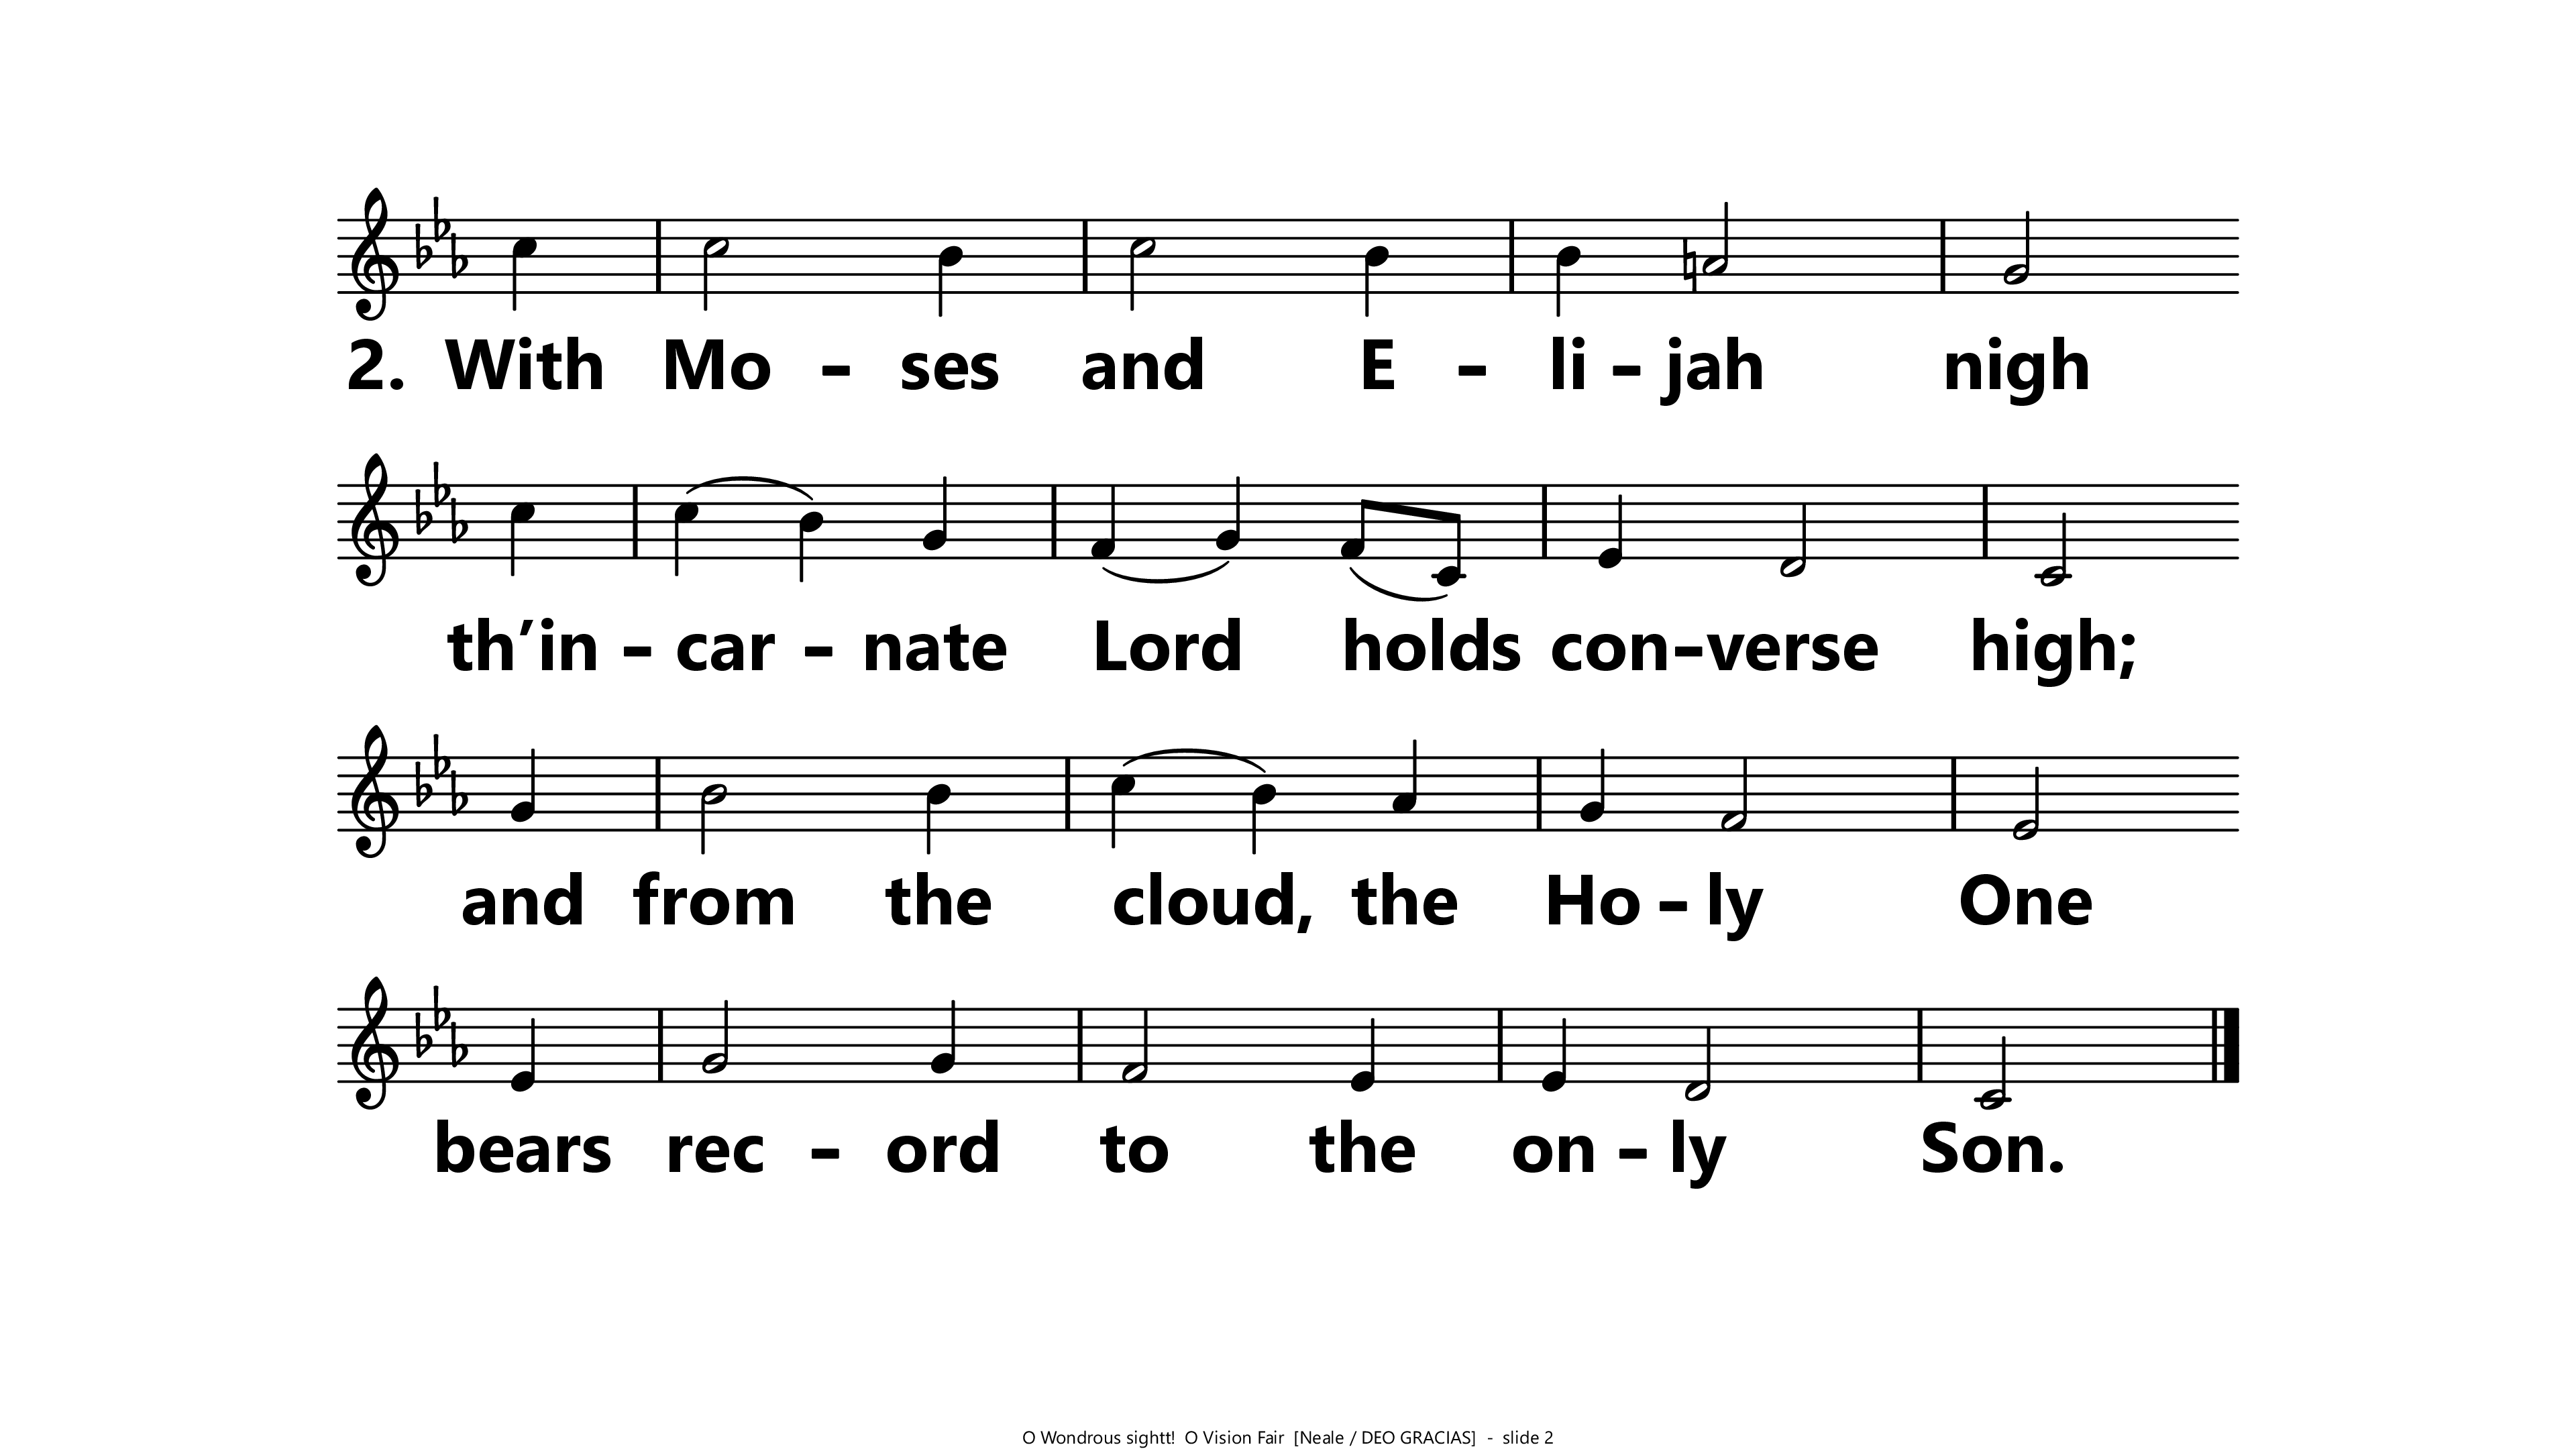 2. With Mo - ses and E - li - jah nigh
th’in - car - nate Lord holds con-verse high;
and from the cloud, the Ho - ly One
bears rec - ord to the on - ly Son.
O Wondrous sightt! O Vision Fair [Neale / DEO GRACIAS] - slide 2